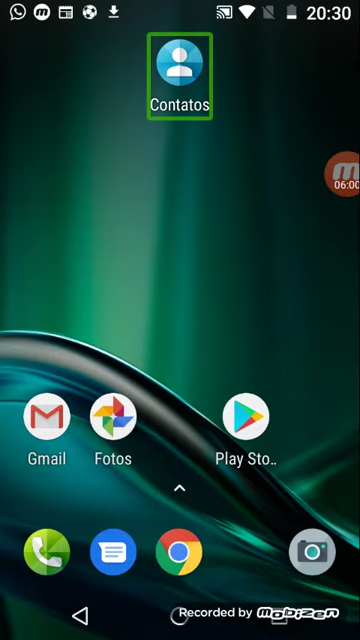 20:30
Contatos
06:00
Gmail
Fotos
Play Sto..
Recorded by mobizen